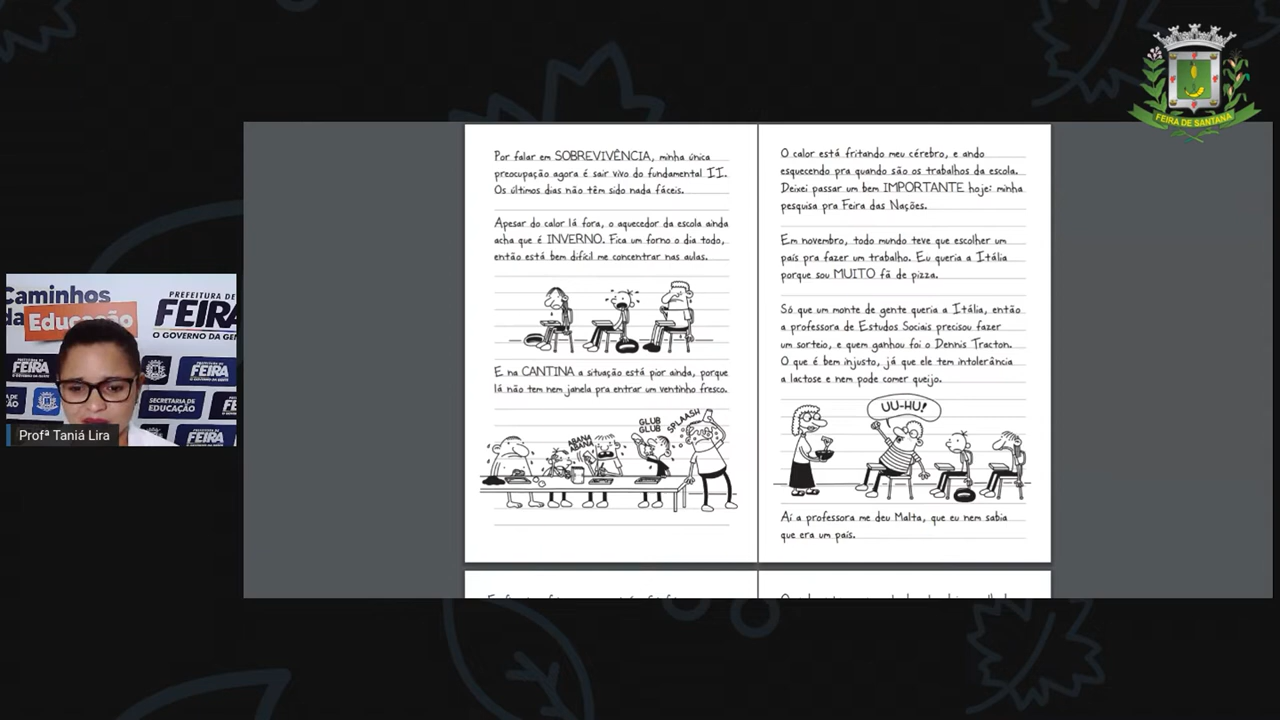 FEIRA DE SANTANA
Por falar em SOBREVIVÊNCIA, minha única
preocupação agora é sair vivo do fundamental II.
Os últimos dias não têm sido nada fáceis.
Apesar do calor lá fora, o aquecedor da escola ainda
acha que é INVERNO. Fica um forno o dia todo,
então está bem difícil me concentrar nas aulas.
E na CANTINA a situação está pior ainda, porque
lá não tem nem janela pra entrar um ventinho fresco.
ABANA
ABANA
GLUB
GLUB
SPLAASH
O calor está fritando meu cérebro, e ando
esquecendo pra quando são os trabalhos da escola.
Deixei passar um bem IMPORTANTE hoje: minha
pesquisa pra Feira das Nações.
Em novembro, todo mundo teve que escolher um
país pra fazer um trabalho. Eu queria a Itália
porque sou MUITO fã de pizza.
Só que um monte de gente queria a Itália, então
a professora de Estudos Sociais precisou fazer
um sorteio, e quem ganhou foi o Dennis Tracton.
O que é bem injusto, já que ele tem intolerância
a lactose e nem pode comer queijo.
UU-HU!
Aí a professora me deu Malta, que eu nem sabia
que era um país.
Caminhos
da Educação
PREFEITURA DE
FEIRA
O GOVERNO DA GEN
FEIRA
FEIRA
SECRETARIA DE
EDUCAÇÃO
FEIRA
Profª Taniá Lira